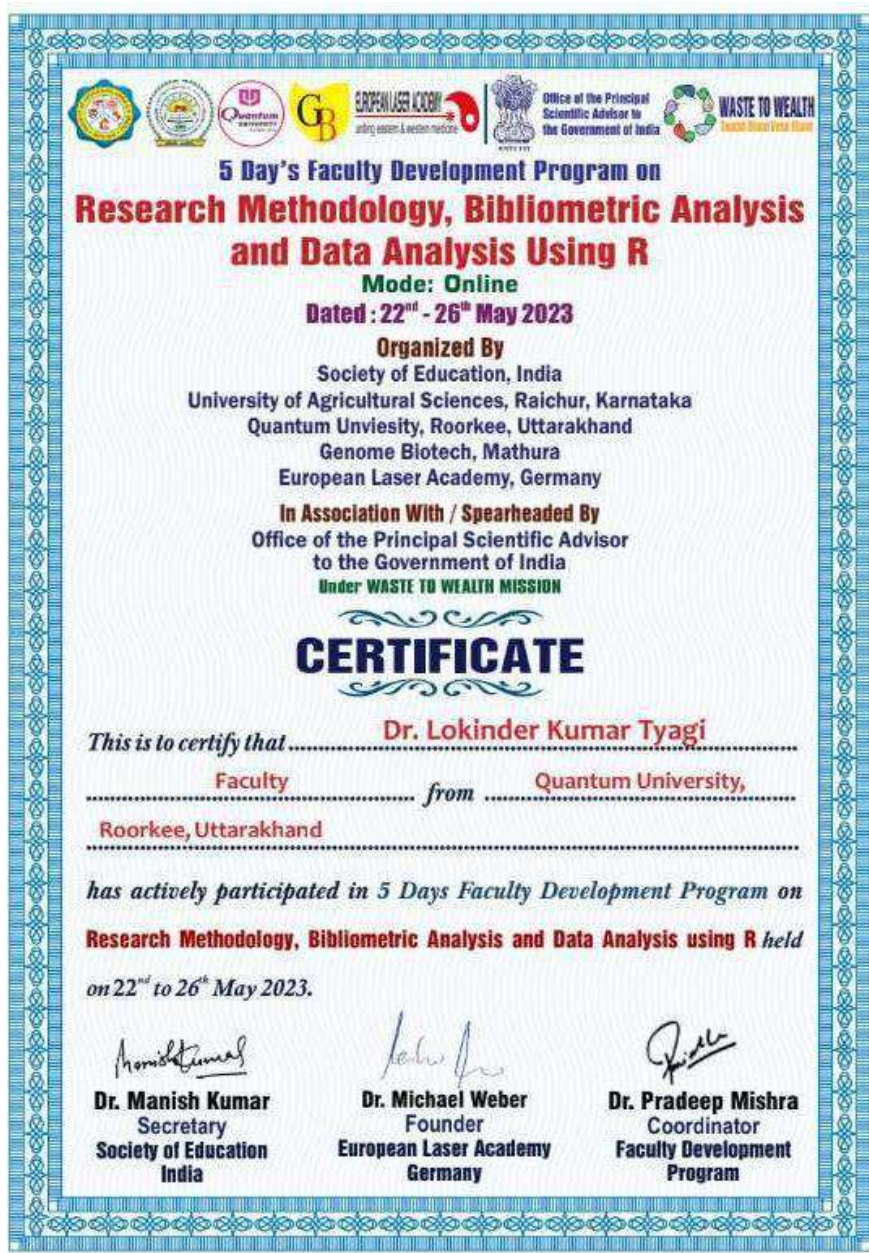 Quantum
UNIVERSITY
GB
EUROPEAN LASER ACADEMY
uniting eastern & western medicine
Office of the Principal
Scientific Advisor to
the Government of India
WASTE TO WEALTH
5 Day's Faculty Development Program on
Research Methodology, Bibliometric Analysis
and Data Analysis Using R
Mode: Online
Dated : 22nd - 26th May 2023
Organized By
Society of Education, India
University of Agricultural Sciences, Raichur, Karnataka
Quantum Unviesity, Roorkee, Uttarakhand
Genome Biotech, Mathura
European Laser Academy, Germany
In Association With / Spearheaded By
Office of the Principal Scientific Advisor
to the Government of India
Under WASTE TO WEALTH MISSION
CERTIFICATE
This is to certify that Dr. Lokinder Kumar Tyagi
Faculty from Quantum University,
Roorkee, Uttarakhand
has actively participated in 5 Days Faculty Development Program on
Research Methodology, Bibliometric Analysis and Data Analysis using R held
on 22nd to 26th May 2023.
Dr. Manish Kumar
Secretary
Society of Education
India
Dr. Michael Weber
Founder
European Laser Academy
Germany
Dr. Pradeep Mishra
Coordinator
Faculty Development
Program